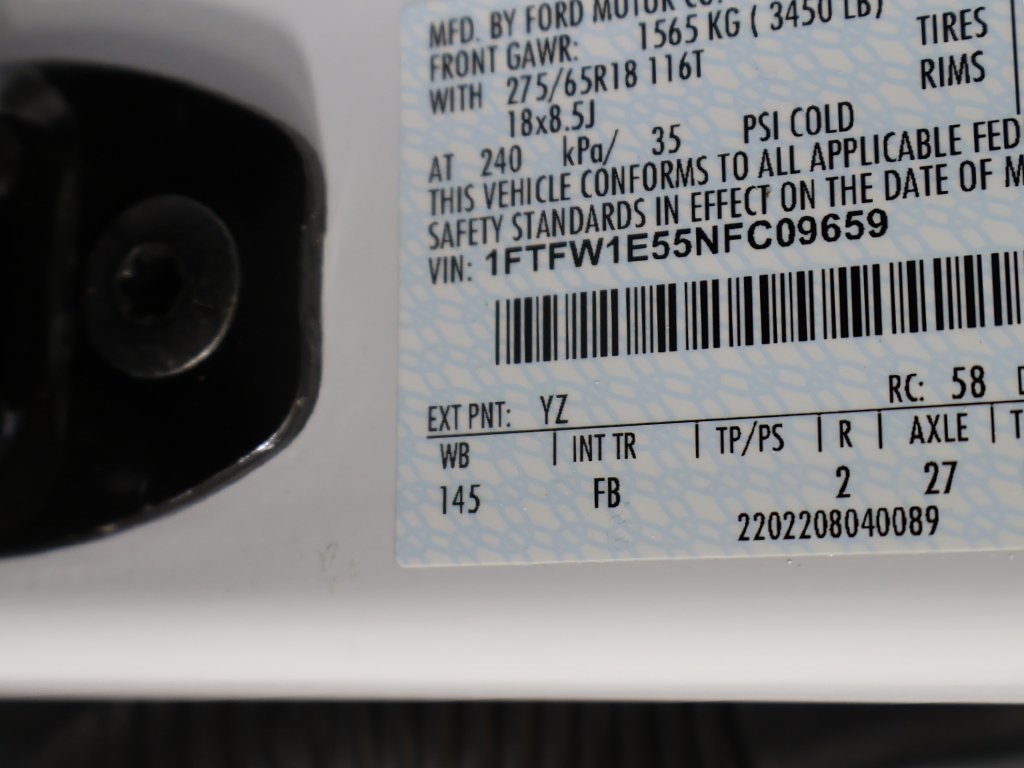 MFD. BY FORD MOTOR CO.
FRONT GAWR: 1565 KG ( 3450 LB)
WITH 275/65R18 116T TIRES
18x8.5J RIMS
AT 240 kPa/ 35 PSI COLD
THIS VEHICLE CONFORMS TO ALL APPLICABLE FED
SAFETY STANDARDS IN EFFECT ON THE DATE OF M
VIN: 1FTFW1E55NFC09659
EXT PNT: YZ RC: 58
WB | INT TR | TP/PS | R | AXLE | T
145 FB 2 27
2202208040089